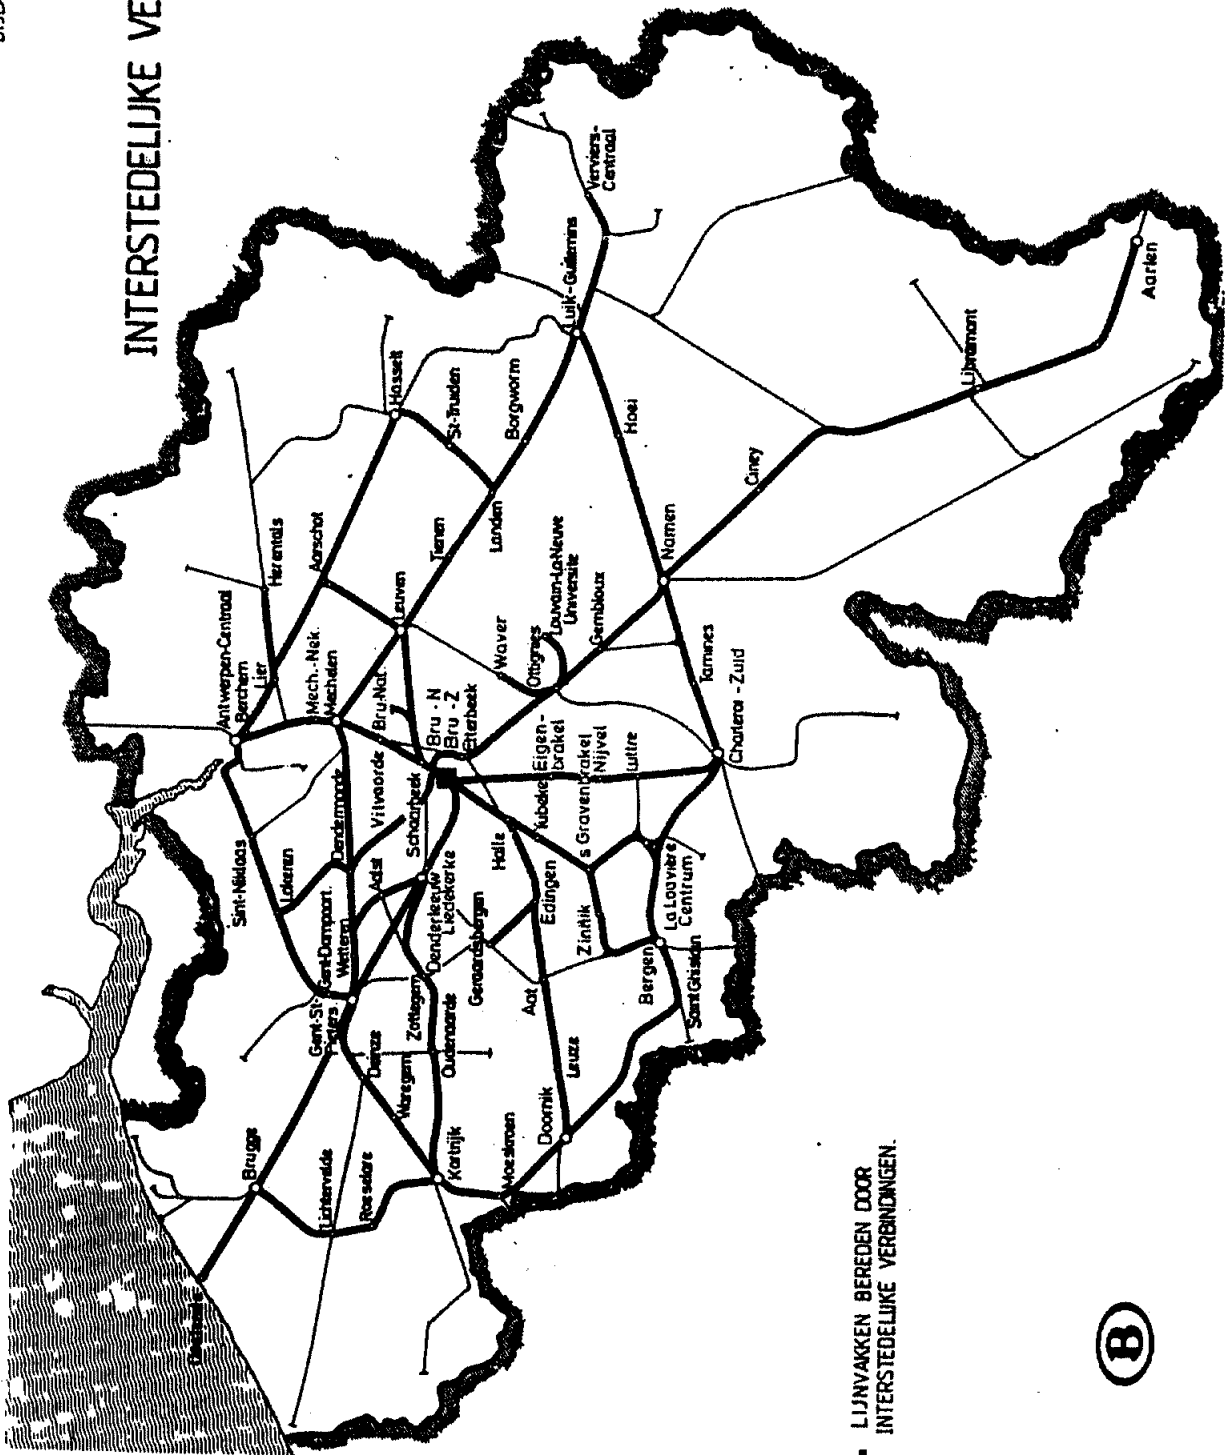 INTERSTEDELIJKE VE
Antwerpen-Centraal
Berchem
Lier
Herentals
Aarschot
Hasselt
St-Truiden
Borgworm
Landen
Tienen
Leuven
Mech.-Nek.
Mechelen
Bru.Nat.
Vilvoorde
Schaarbeek
Bru - N
Bru - Z
Etterbeek
Waver
Ottignies
Louvain-La-Neuve
Universite
Gembloux
Namen
Hoei
Luik-Guillemins
Verviers-
Centraal
Ciney
Libramont
Aarlen
Tamines
Charleroi - Zuid
Eigen-
brakel
Nijvel
Luttre
Tubeke
s Gravenbrakel
Halle
Edingen
Zinnik
La Louvière
Centrum
Bergen
Saint Ghislain
Aat
Leuze
Doornik
Moeskroen
Kortrijk
Geraardsbergen
Denderleeuw
Liedekerke
Zottegem
Oudenaarde
Waregem
Deinze
Aalst
Dendermonde
Lokeren
Sint-Niklaas
Gent-Dampoort.
Wetteren
Gent-St-
Pieters
Brugge
Lichtervelde
Roeselare
LIJNVAKKEN BEREDEN DOOR
INTERSTEDELIJKE VERBINDINGEN.
B